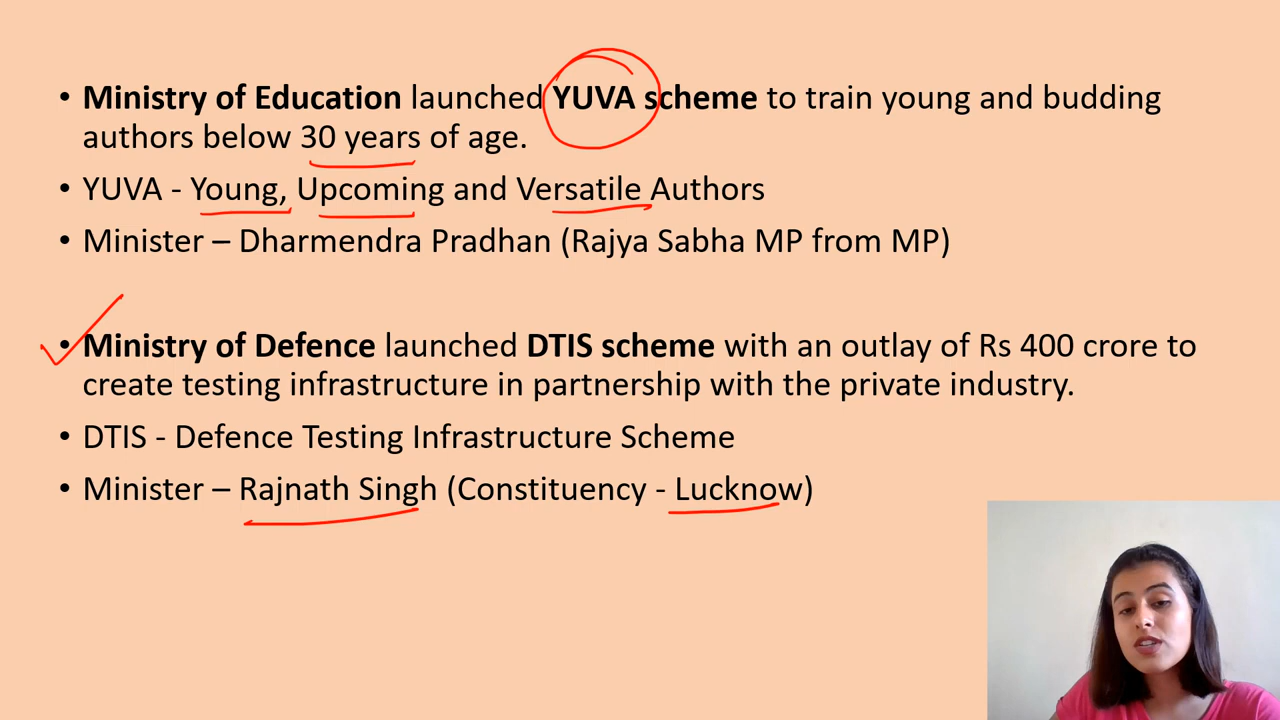 • Ministry of Education launched YUVA scheme to train young and budding
authors below 30 years of age.
• YUVA - Young, Upcoming and Versatile Authors
• Minister – Dharmendra Pradhan (Rajya Sabha MP from MP)
• Ministry of Defence launched DTIS scheme with an outlay of Rs 400 crore to
create testing infrastructure in partnership with the private industry.
• DTIS - Defence Testing Infrastructure Scheme
• Minister – Rajnath Singh (Constituency - Lucknow)